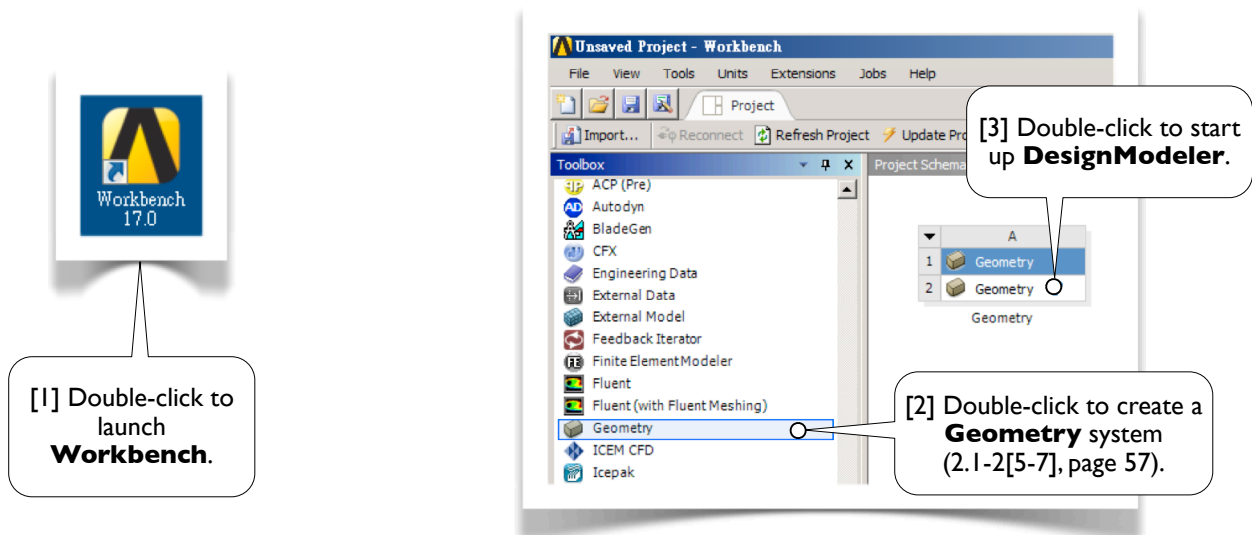 Workbench
17.0
[1] Double-click to
launch
Workbench.
Unsaved Project - Workbench
File View Tools Units Extensions Jobs Help
Project
Import... Reconnect Refresh Project Update Pro
Toolbox
Project Schema
ACP (Pre)
Autodyn
BladeGen
CFX
Engineering Data
External Data
External Model
Feedback Iterator
Finite Element Modeler
Fluent
Fluent (with Fluent Meshing)
Geometry
ICEM CFD
Icepak
A
1 Geometry
2 Geometry
Geometry
[3] Double-click to start
up DesignModeler.
[2] Double-click to create a
Geometry system
(2.1-2[5-7], page 57).